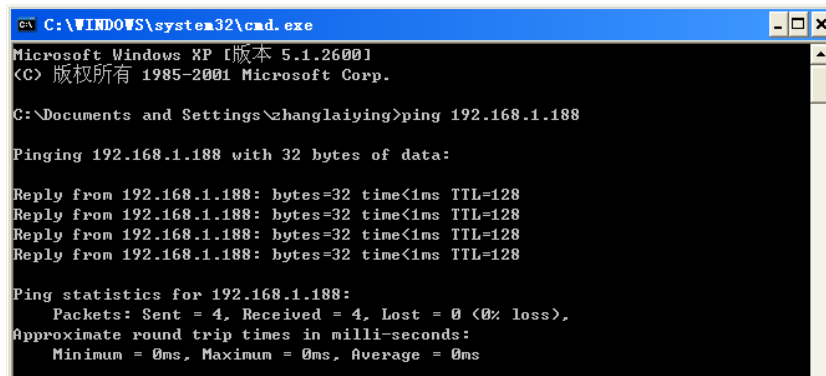 C:\WINDOWS\system32\cmd.exe
Microsoft Windows XP [版本 5.1.2600]
(C) 版权所有 1985-2001 Microsoft Corp.
C:\Documents and Settings\zhanglaiying>ping 192.168.1.188
Pinging 192.168.1.188 with 32 bytes of data:
Reply from 192.168.1.188: bytes=32 time<1ms TTL=128
Reply from 192.168.1.188: bytes=32 time<1ms TTL=128
Reply from 192.168.1.188: bytes=32 time<1ms TTL=128
Reply from 192.168.1.188: bytes=32 time<1ms TTL=128
Ping statistics for 192.168.1.188:
    Packets: Sent = 4, Received = 4, Lost = 0 (0% loss),
Approximate round trip times in milli-seconds:
    Minimum = 0ms, Maximum = 0ms, Average = 0ms